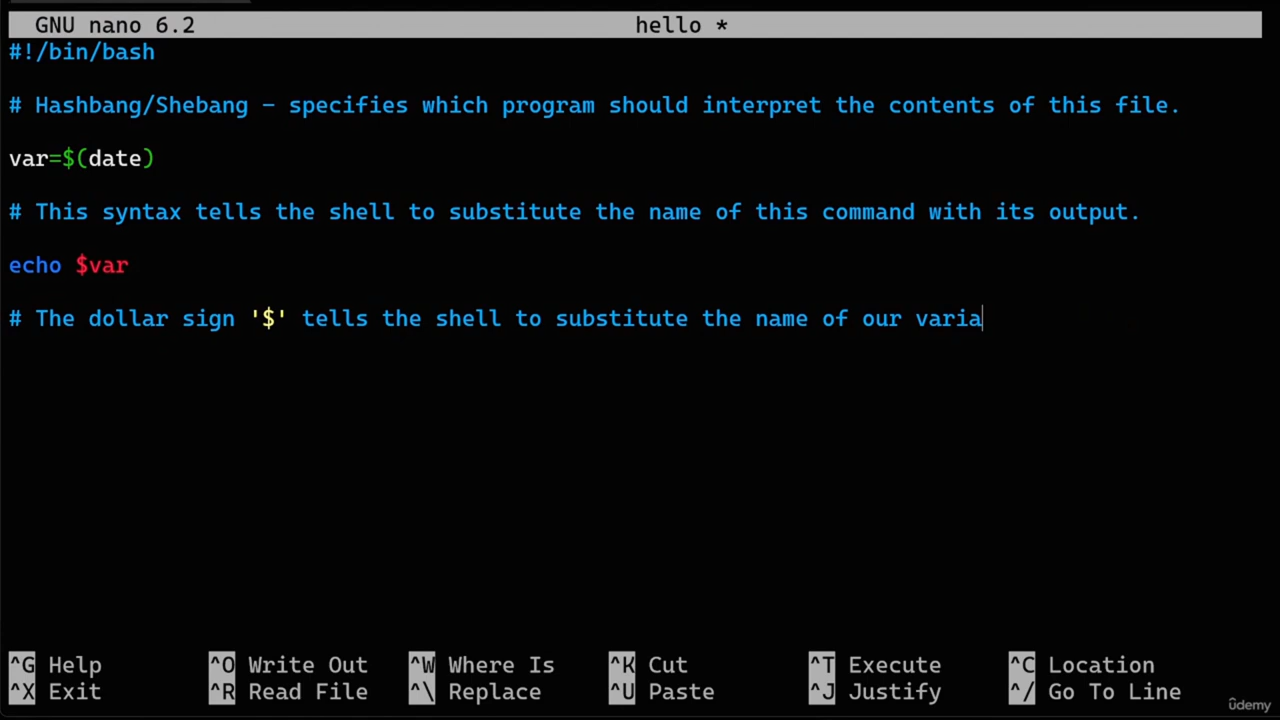 GNU nano 6.2 hello *
#!/bin/bash
# Hashbang/Shebang - specifies which program should interpret the contents of this file.
var=$(date)
# This syntax tells the shell to substitute the name of this command with its output.
echo $var
# The dollar sign '$' tells the shell to substitute the name of our varia
^G Help ^O Write Out ^W Where Is ^K Cut ^T Execute ^C Location
^X Exit ^R Read File ^\ Replace ^U Paste ^J Justify ^/ Go To Line
ûdemy